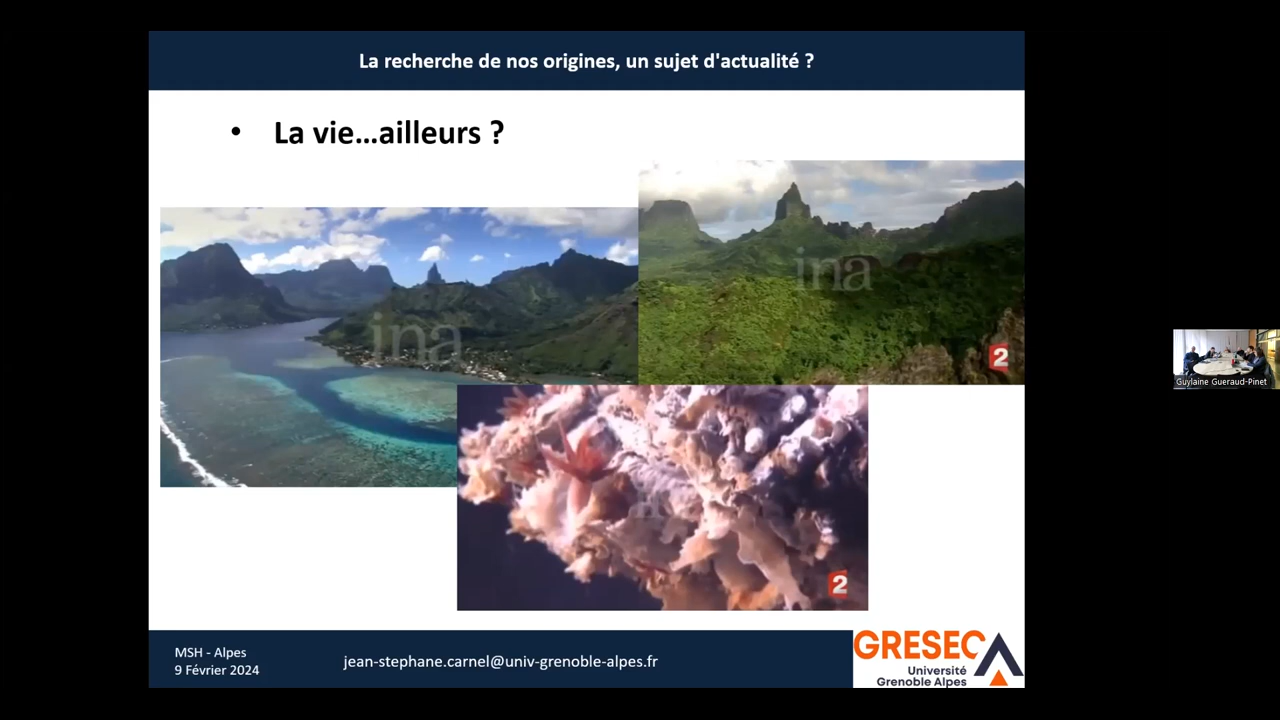 La recherche de nos origines, un sujet d'actualité ?
• La vie...ailleurs ?
ina
ina
2
2
Guylaine Gueraud-Pinet
MSH - Alpes
9 Février 2024
jean-stephane.carnel@univ-grenoble-alpes.fr
GRESEC
Université
Grenoble Alpes